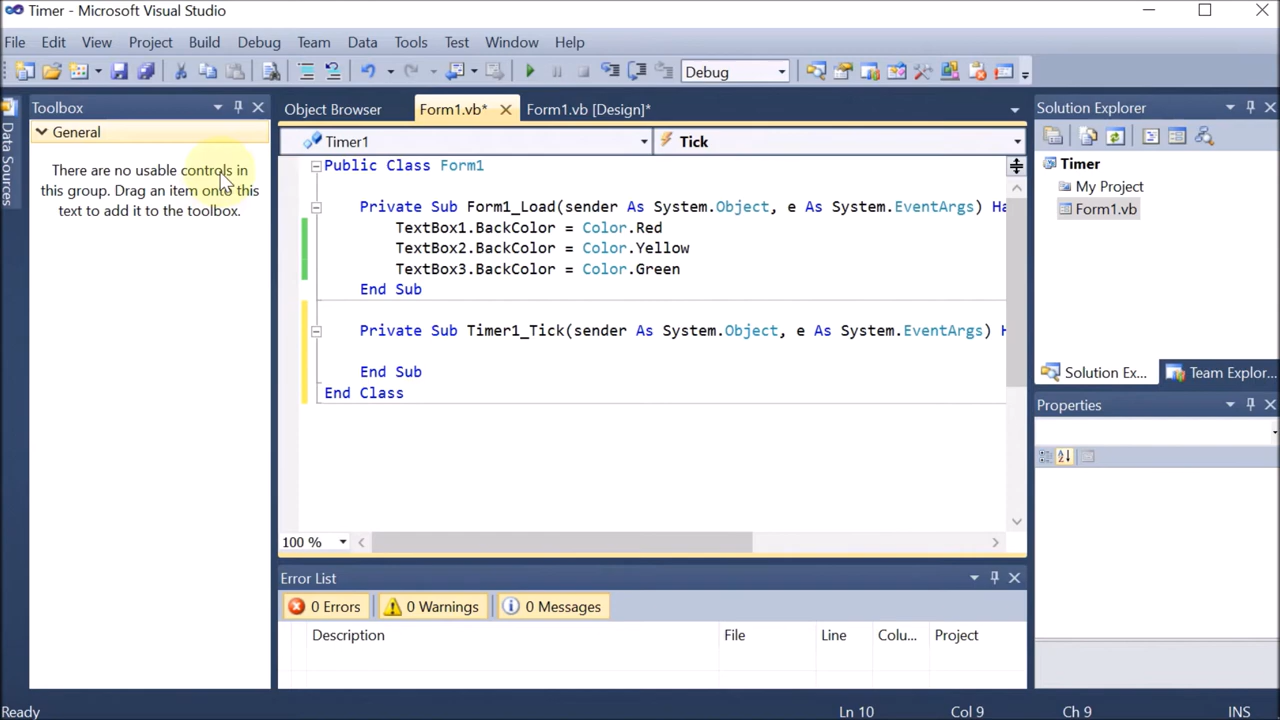 Timer - Microsoft Visual Studio
File Edit View Project Build Debug Team Data Tools Test Window Help
Debug
Data Sources
Toolbox
General
There are no usable controls in
this group. Drag an item onto this
text to add it to the toolbox.
Object Browser Form1.vb* Form1.vb [Design]*
Timer1 Tick
Public Class Form1
Private Sub Form1_Load(sender As System.Object, e As System.EventArgs) Ha
TextBox1.BackColor = Color.Red
TextBox2.BackColor = Color.Yellow
TextBox3.BackColor = Color.Green
End Sub
Private Sub Timer1_Tick(sender As System.Object, e As System.EventArgs) H
End Sub
End Class
100 %
Error List
0 Errors 0 Warnings 0 Messages
Description File Line Colu... Project
Solution Explorer
Timer
My Project
Form1.vb
Solution Ex... Team Explor...
Properties
Ready Ln 10 Col 9 Ch 9 INS